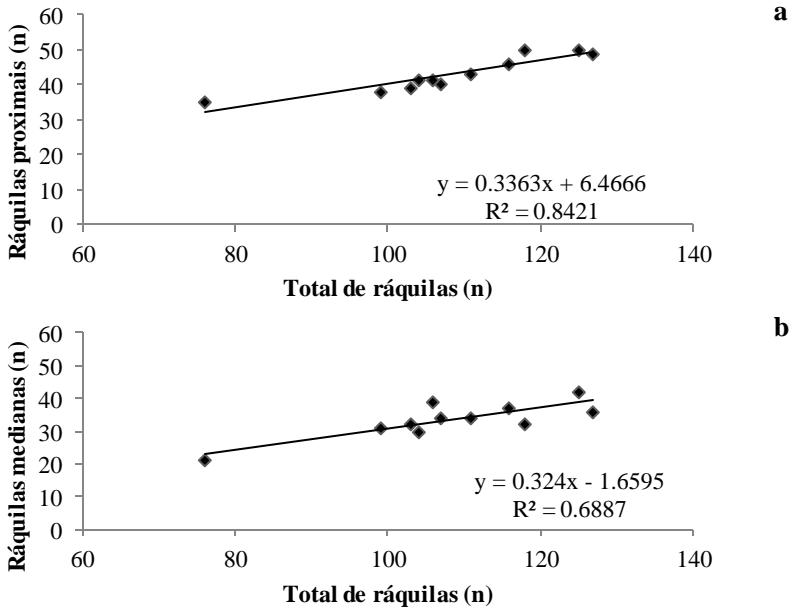 a
60
50
40
30
20
10
0
Ráquilas proximais (n)
y = 0.3363x + 6.4666
R² = 0.8421
60 80 100 120 140
Total de ráquilas (n)
b
60
50
40
30
20
10
0
Ráquilas medianas (n)
y = 0.324x - 1.6595
R² = 0.6887
60 80 100 120 140
Total de ráquilas (n)